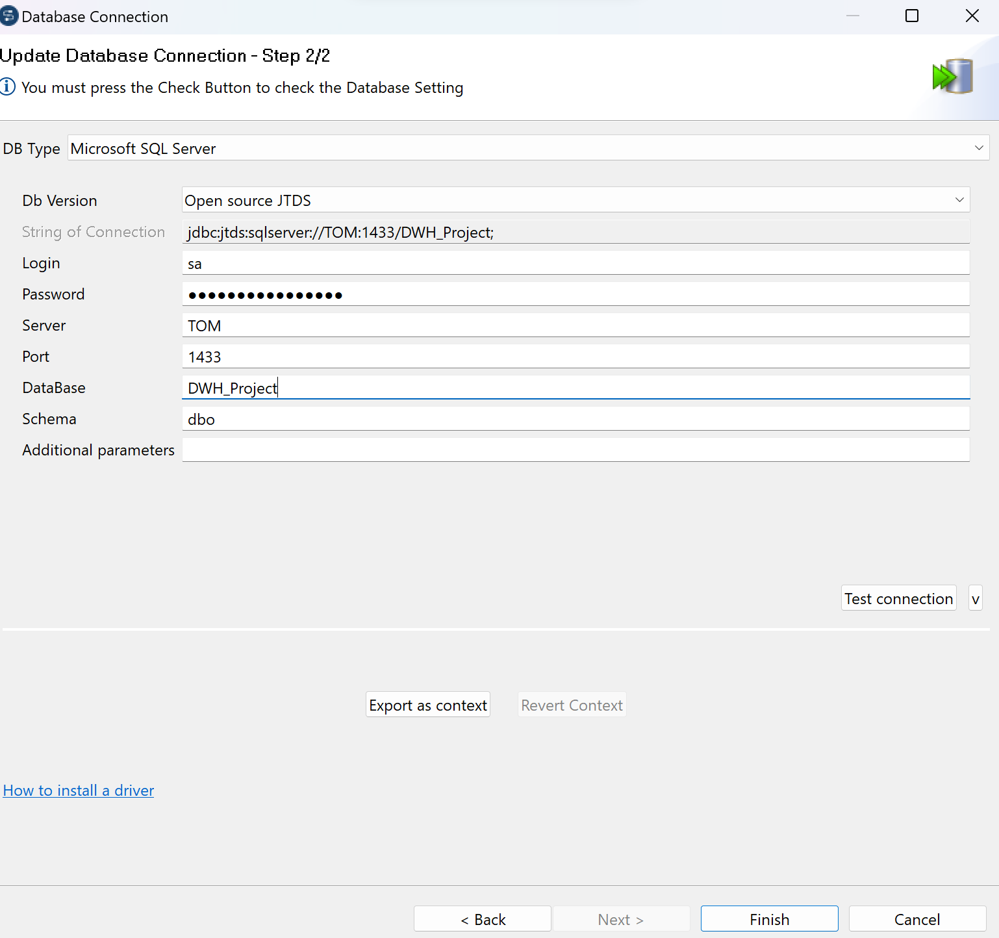 Database Connection
Update Database Connection - Step 2/2
You must press the Check Button to check the Database Setting
DB Type Microsoft SQL Server
Db Version Open source JTDS
String of Connection jdbc:jtds:sqlserver://TOM:1433/DWH_Project;
Login sa
Password ●●●●●●●●●●●●●●●●
Server TOM
Port 1433
DataBase DWH_Project
Schema dbo
Additional parameters
Test connection v
Export as context Revert Context
How to install a driver
< Back Next > Finish Cancel